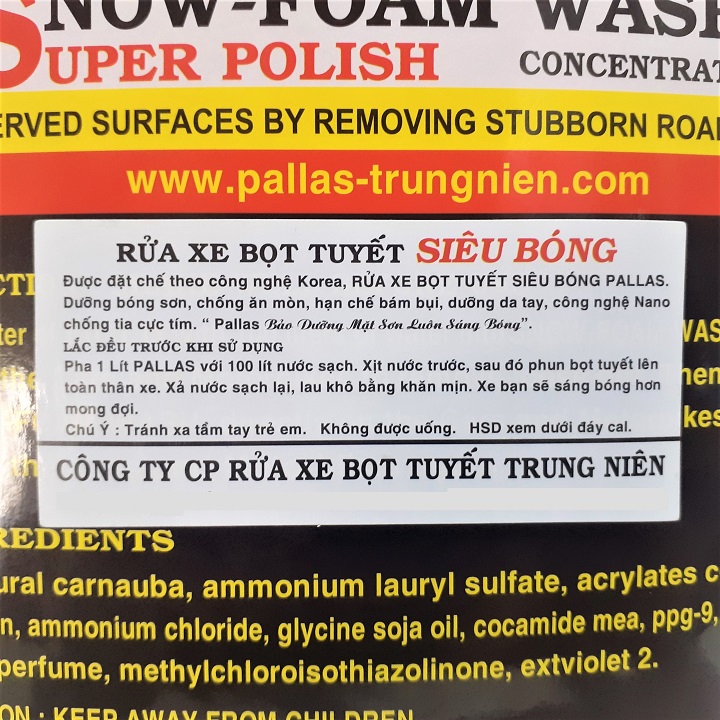 SNOW-FOAM WAS
SUPER POLISH CONCENTRAT
ERVED SURFACES BY REMOVING STUBBORN ROA
www.pallas-trungnien.com
RỬA XE BỌT TUYẾT SIÊU BÓNG
Được đặt chế theo công nghệ Korea, RỬA XE BỌT TUYẾT SIÊU BÓNG PALLAS.
Dưỡng bóng sơn, chống ăn mòn, hạn chế bám bụi, dưỡng da tay, công nghệ Nano
chống tia cực tím. “ Pallas Bảo Dưỡng Mặt Sơn Luôn Sáng Bóng”.
LẮC ĐỀU TRƯỚC KHI SỬ DỤNG
Pha 1 Lít PALLAS với 100 lít nước sạch. Xịt nước trước, sau đó phun bọt tuyết lên
toàn thân xe. Xả nước sạch lại, lau khô bằng khăn mịn. Xe bạn sẽ sáng bóng hơn
mong đợi.
Chú Ý : Tránh xa tầm tay trẻ em. Không được uống. HSD xem dưới đáy cal.
CÔNG TY CP RỬA XE BỌT TUYẾT TRUNG NIÊN
REDIENTS
ural carnauba, ammonium lauryl sulfate, acrylates c
n, ammonium chloride, glycine soja oil, cocamide mea, ppg-9,
perfume, methylchloroisothiazolinone, extviolet 2.
ION : KEEP AWAY FROM CHILDREN